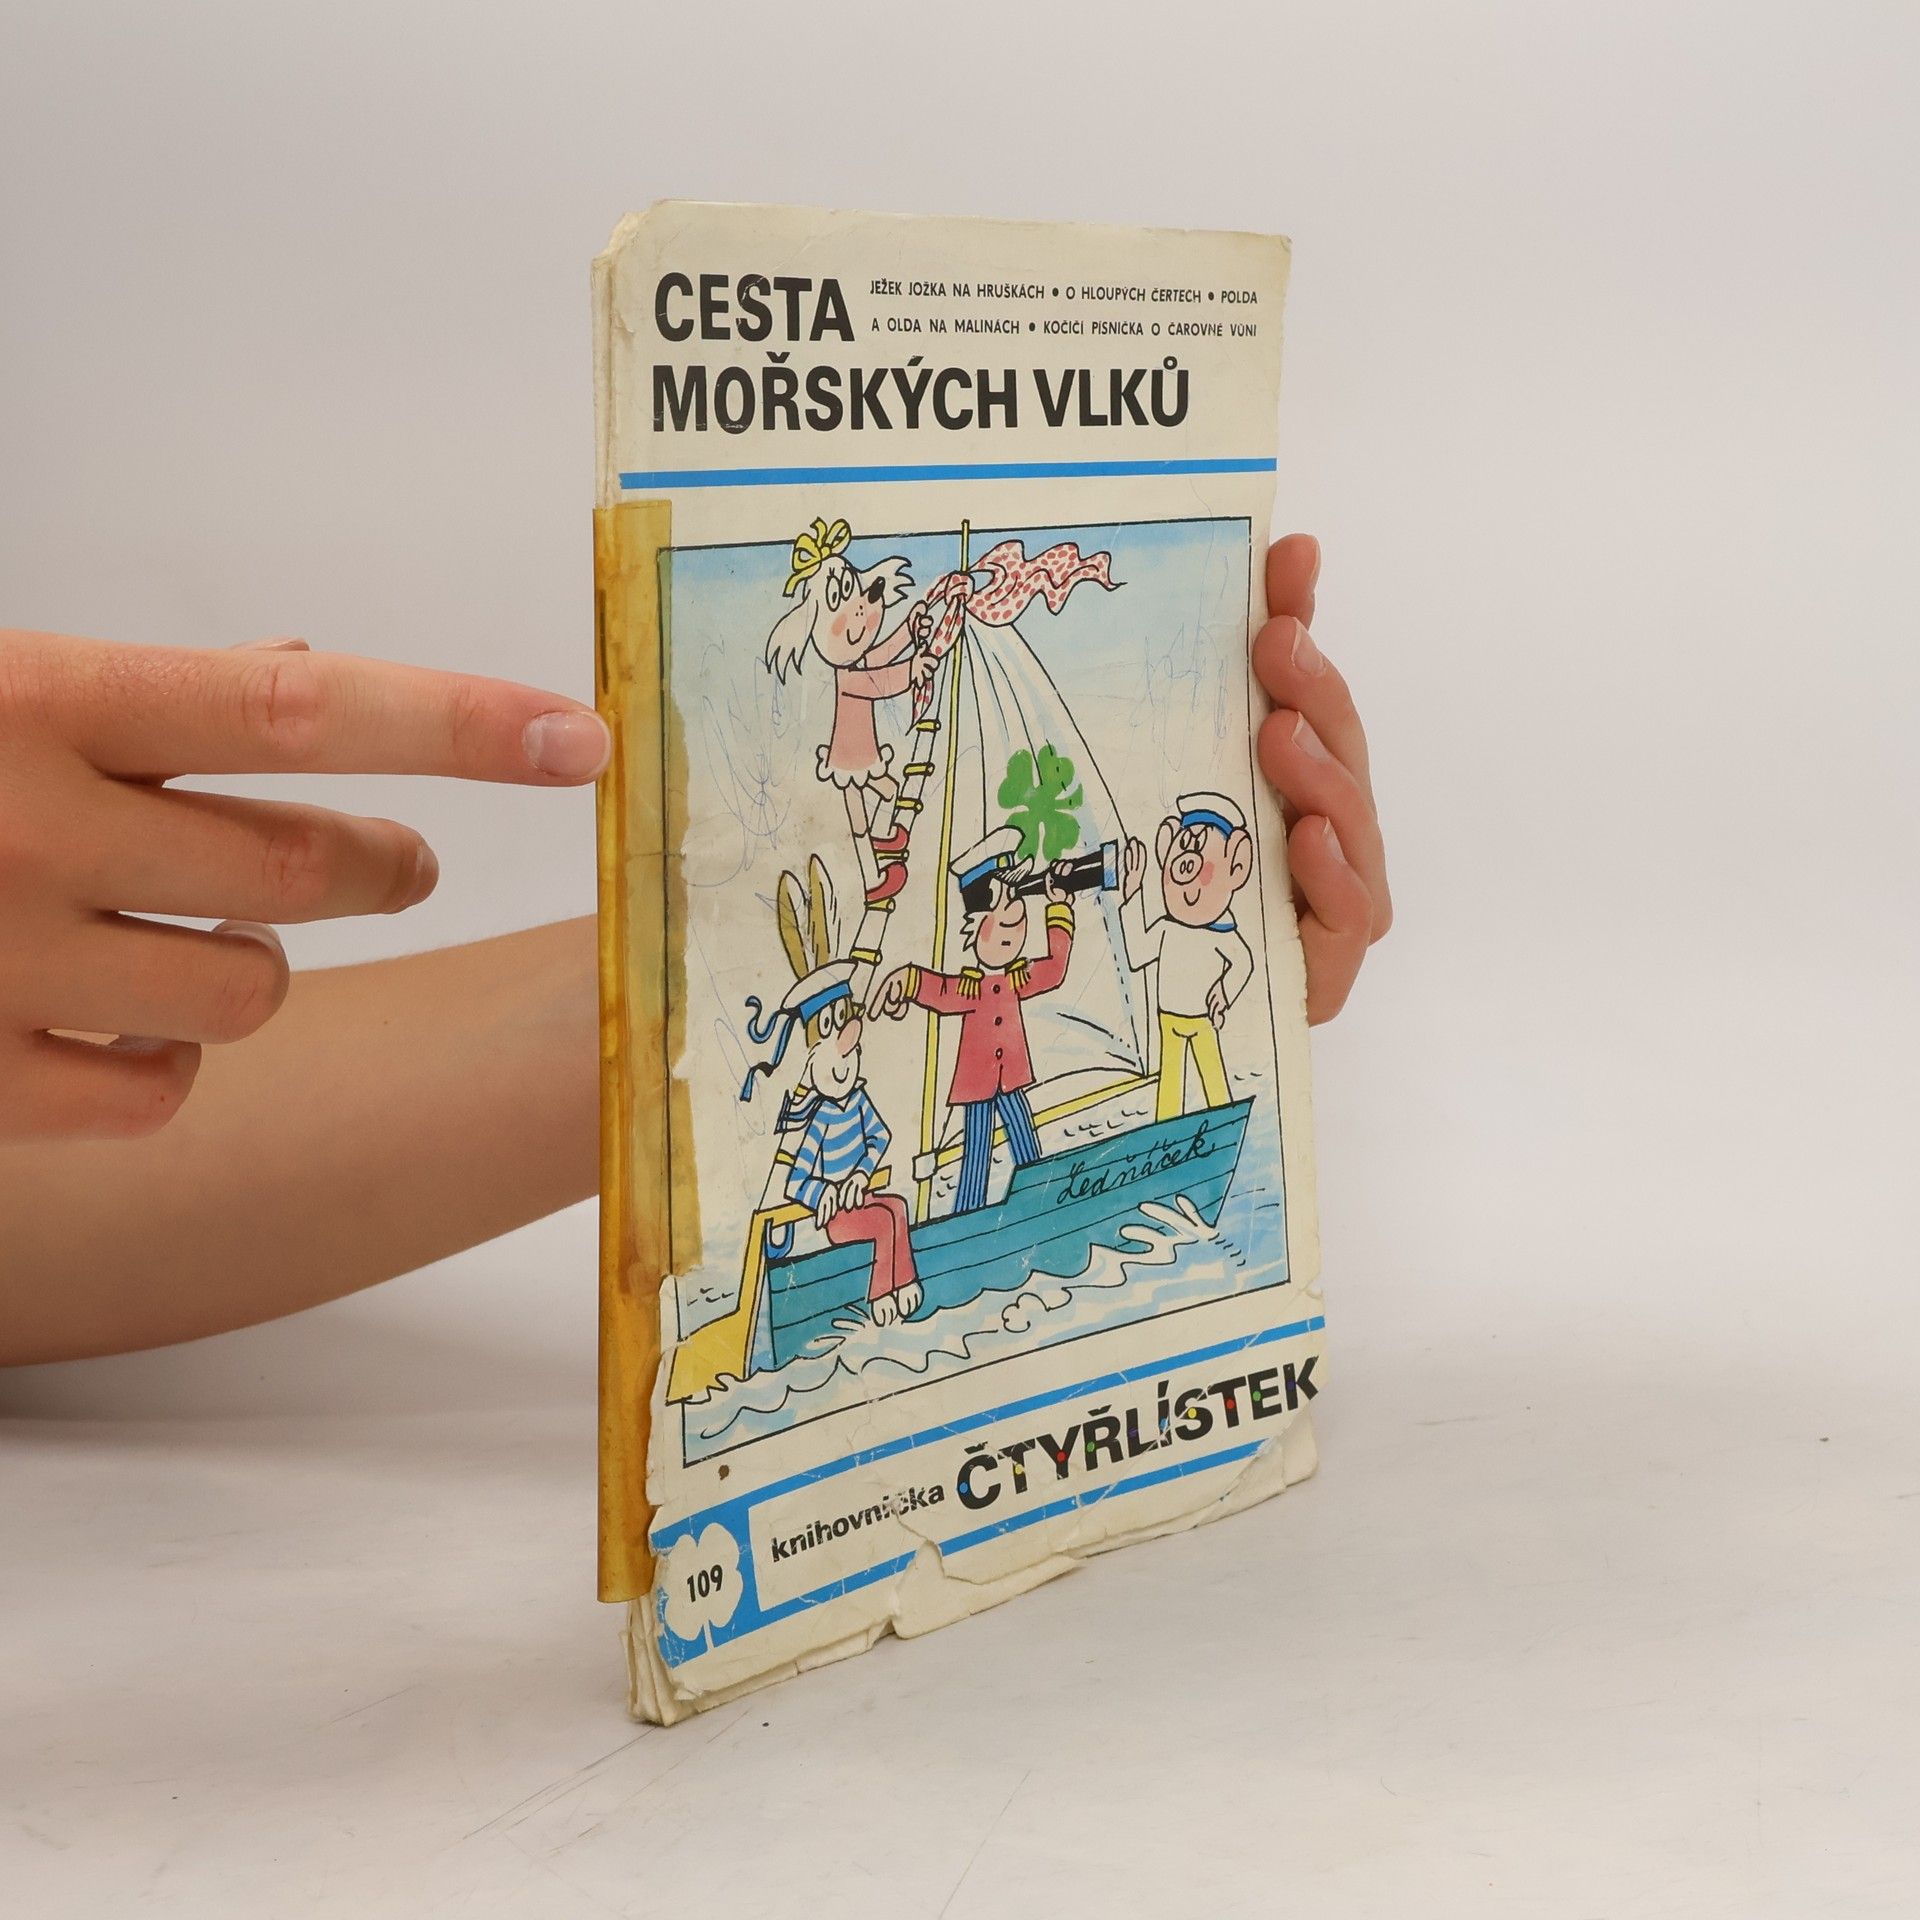 CESTA
JEŽEK JOŽKA NA HRUŠKÁCH • O HLOUPÝCH ČERTECH • POLDA
A OLDA NA MALINÁCH • KOČIČÍ PÍSNIČKA O ČAROVNÉ VŮNI
MOŘSKÝCH VLKŮ
Ledňáček
knihovnička ČTYŘLÍSTEK
109